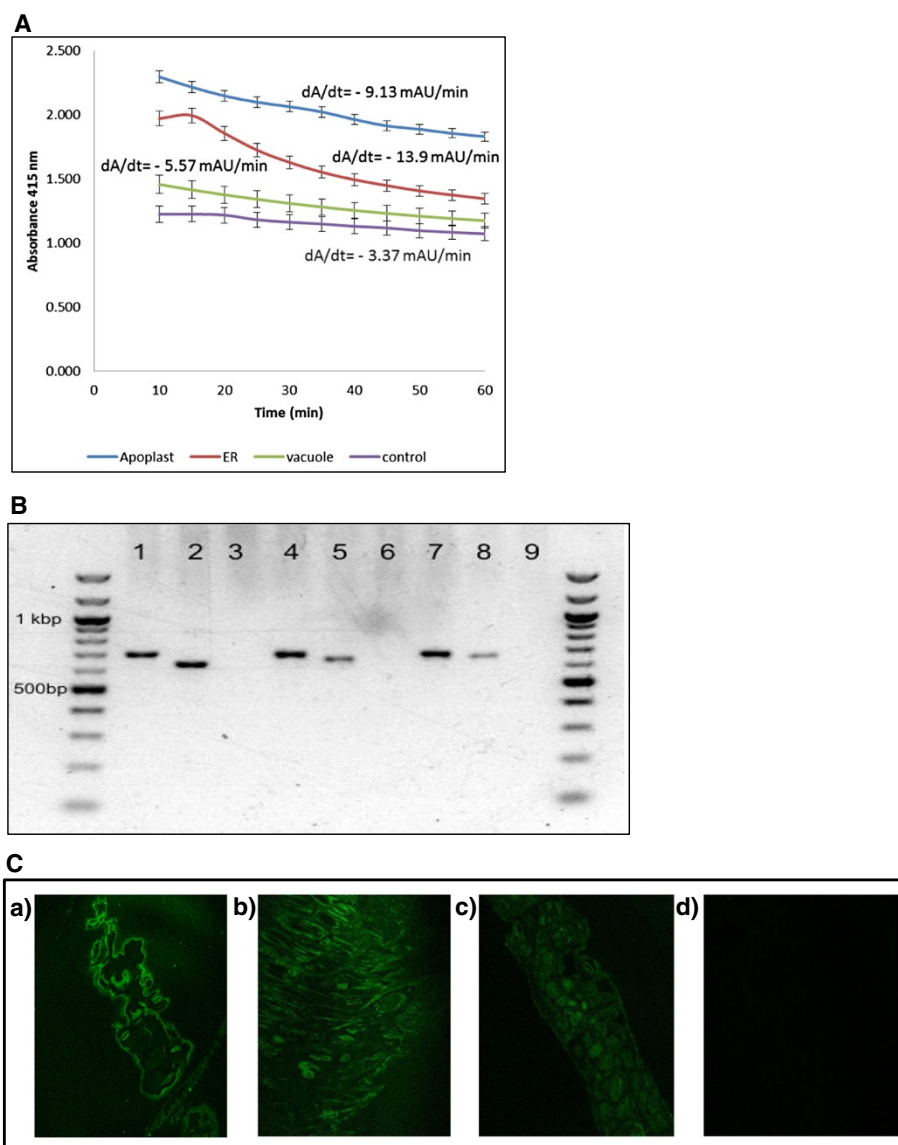 A
2.500
2.000
1.500
1.000
0.500
0.000
Absorbance 415 nm
dA/dt= - 9.13 mAU/min
dA/dt= - 13.9 mAU/min
dA/dt= - 5.57 mAU/min
dA/dt= - 3.37 mAU/min
0 10 20 30 40 50 60
Time (min)
Apoplast ER vacuole control
B
1 2 3 4 5 6 7 8 9
1 kbp
500bp
C
a) b) c) d)